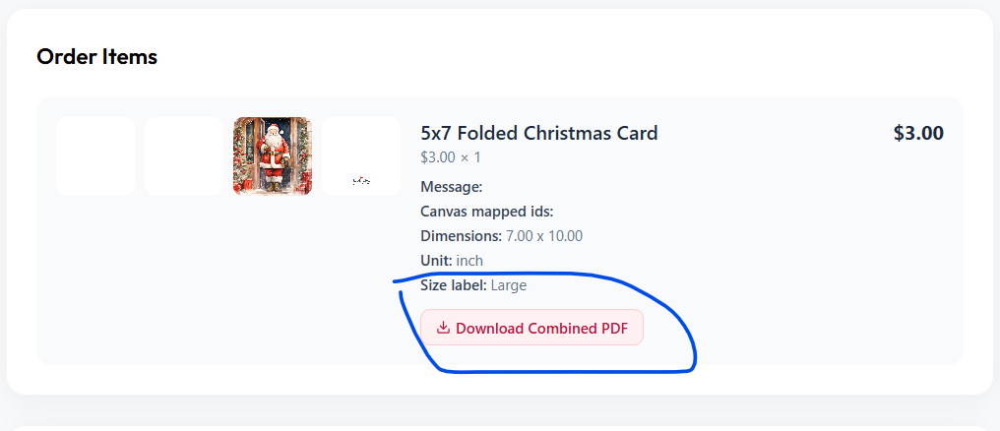 Order Items
5x7 Folded Christmas Card
$3.00
$3.00 × 1
Message:
Canvas mapped ids:
Dimensions: 7.00 x 10.00
Unit: inch
Size label: Large
Download Combined PDF